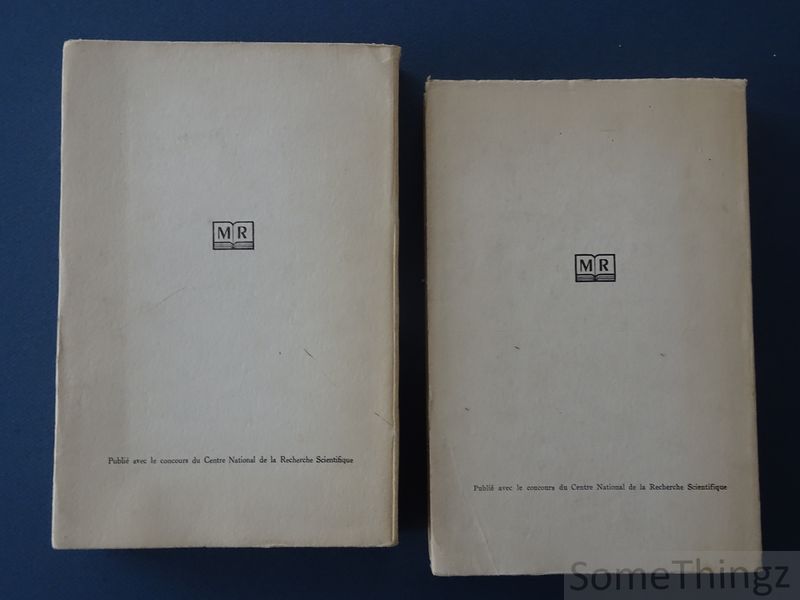 MR
Publié avec le concours du Centre National de la Recherche Scientifique
MR
Publié avec le concours du Centre National de la Recherche Scientifique
SomeThingz